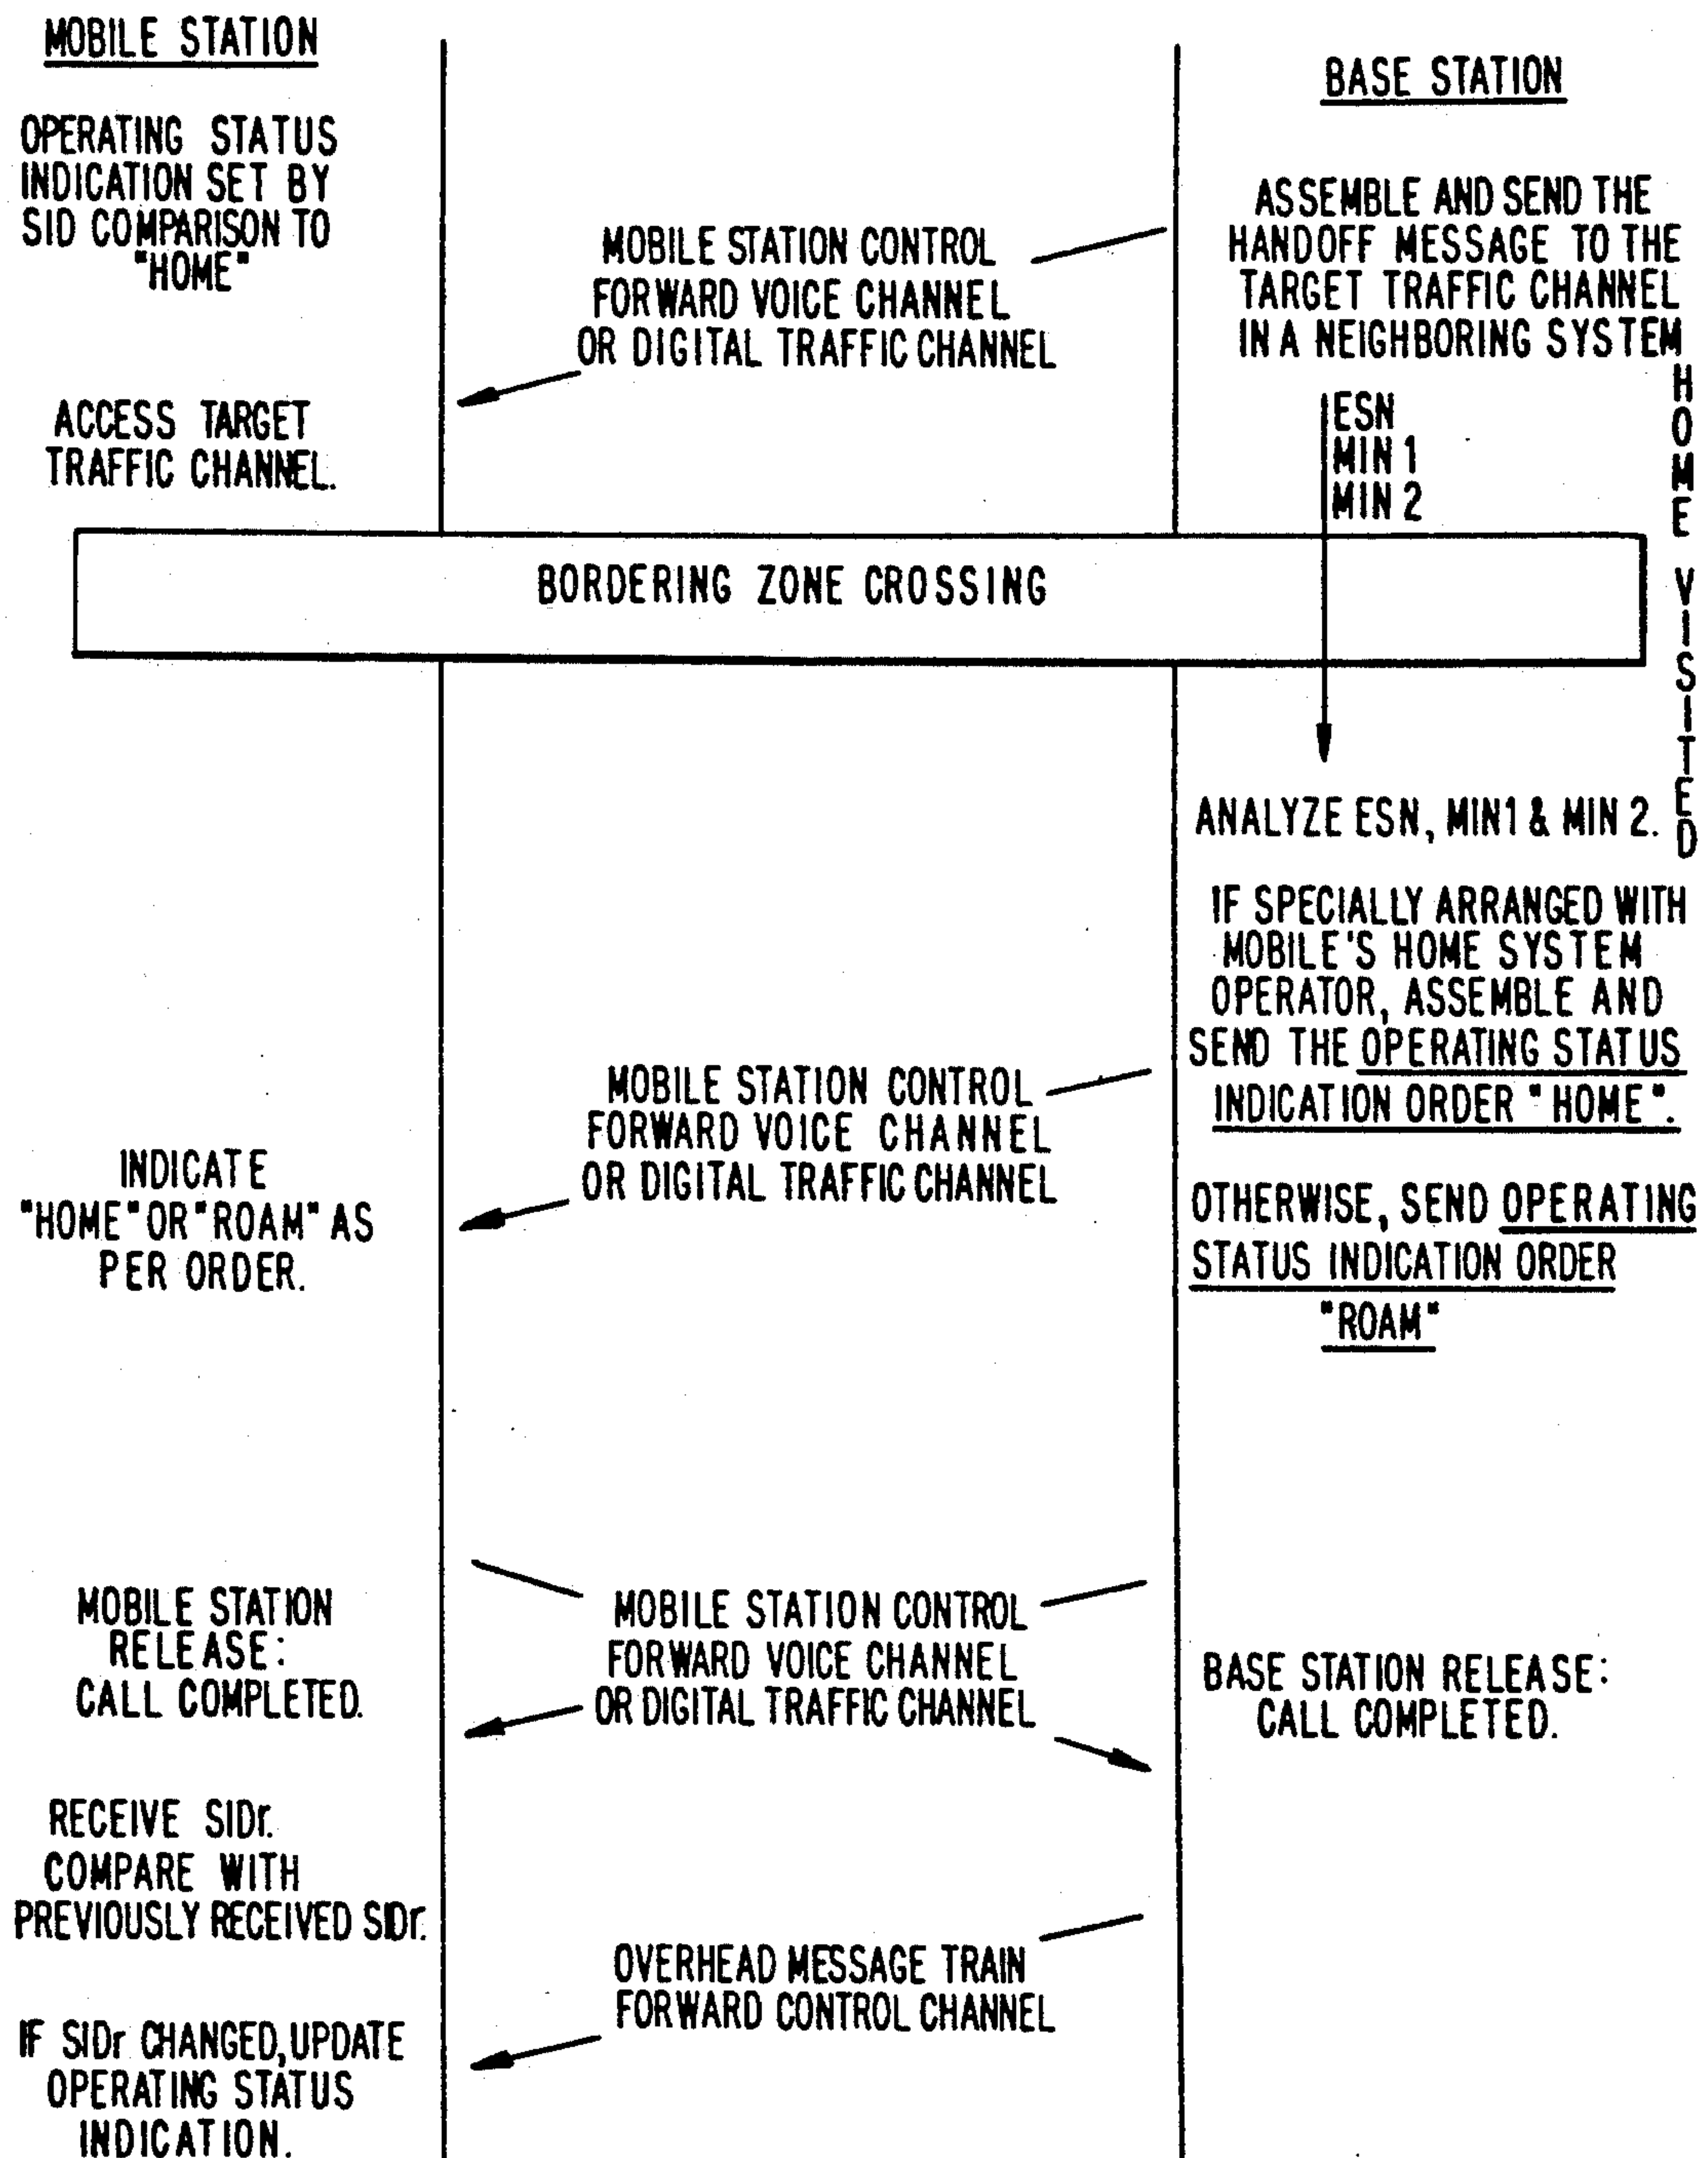 MOBILE STATION
OPERATING STATUS
INDICATION SET BY
SID COMPARISON TO
"HOME"
ACCESS TARGET
TRAFFIC CHANNEL.
MOBILE STATION CONTROL
FORWARD VOICE CHANNEL
OR DIGITAL TRAFFIC CHANNEL
BASE STATION
ASSEMBLE AND SEND THE
HANDOFF MESSAGE TO THE
TARGET TRAFFIC CHANNEL
IN A NEIGHBORING SYSTEM
ESN
MIN 1
MIN 2
HOME
VISITED
BORDERING ZONE CROSSING
ANALYZE ESN, MIN1 & MIN 2.
IF SPECIALLY ARRANGED WITH
MOBILE'S HOME SYSTEM
OPERATOR, ASSEMBLE AND
SEND THE OPERATING STATUS
INDICATION ORDER "HOME".
OTHERWISE, SEND OPERATING
STATUS INDICATION ORDER
"ROAM"
MOBILE STATION CONTROL
FORWARD VOICE CHANNEL
OR DIGITAL TRAFFIC CHANNEL
INDICATE
"HOME" OR "ROAM" AS
PER ORDER.
MOBILE STATION
RELEASE:
CALL COMPLETED.
MOBILE STATION CONTROL
FORWARD VOICE CHANNEL
OR DIGITAL TRAFFIC CHANNEL
BASE STATION RELEASE:
CALL COMPLETED.
RECEIVE SIDr.
COMPARE WITH
PREVIOUSLY RECEIVED SIDr.
OVERHEAD MESSAGE TRAIN
FORWARD CONTROL CHANNEL
IF SIDr CHANGED, UPDATE
OPERATING STATUS
INDICATION.